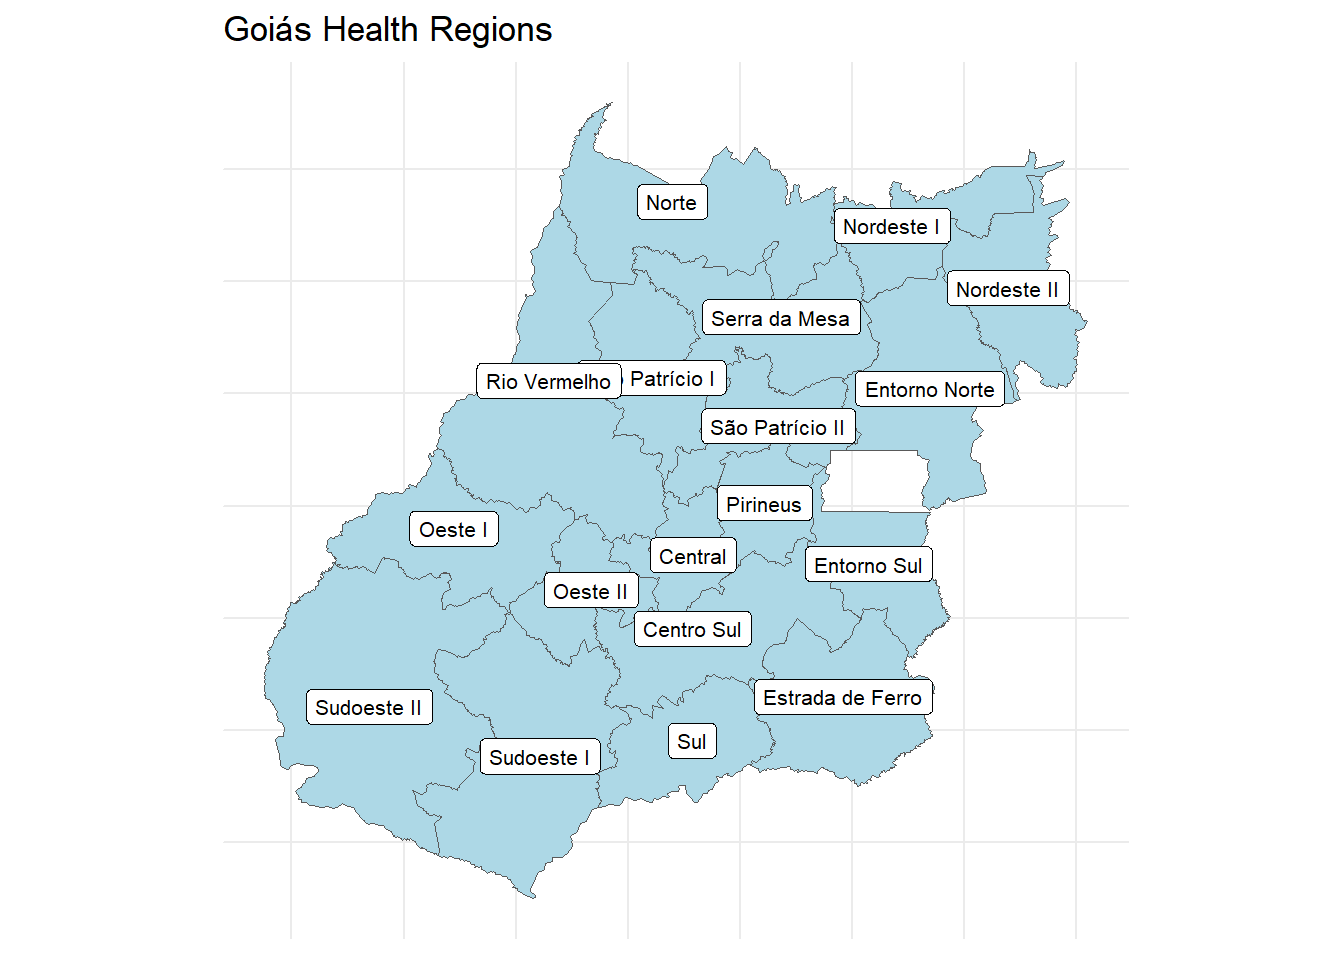 Goiás Health Regions
Norte
Nordeste I
Nordeste II
Serra da Mesa
Rio Vermelho
Patrício I
Entorno Norte
São Patrício II
Pirineus
Oeste I
Central
Entorno Sul
Oeste II
Centro Sul
Estrada de Ferro
Sudoeste II
Sul
Sudoeste I